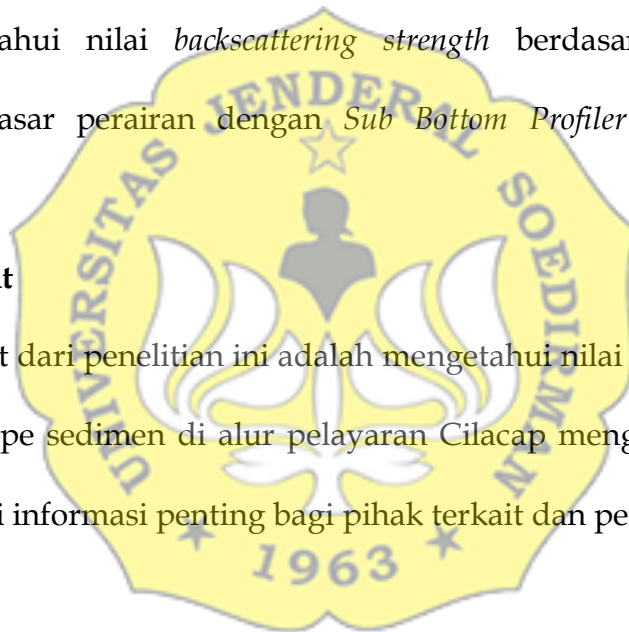 ahui nilai backscattering strength berdasar
asar perairan dengan Sub Bottom Profiler
UNIVERSITAS JENDERAL SOEDIRMAN
t
t dari penelitian ini adalah mengetahui nilai
pe sedimen di alur pelayaran Cilacap meng
i informasi penting bagi pihak terkait dan pe
1963